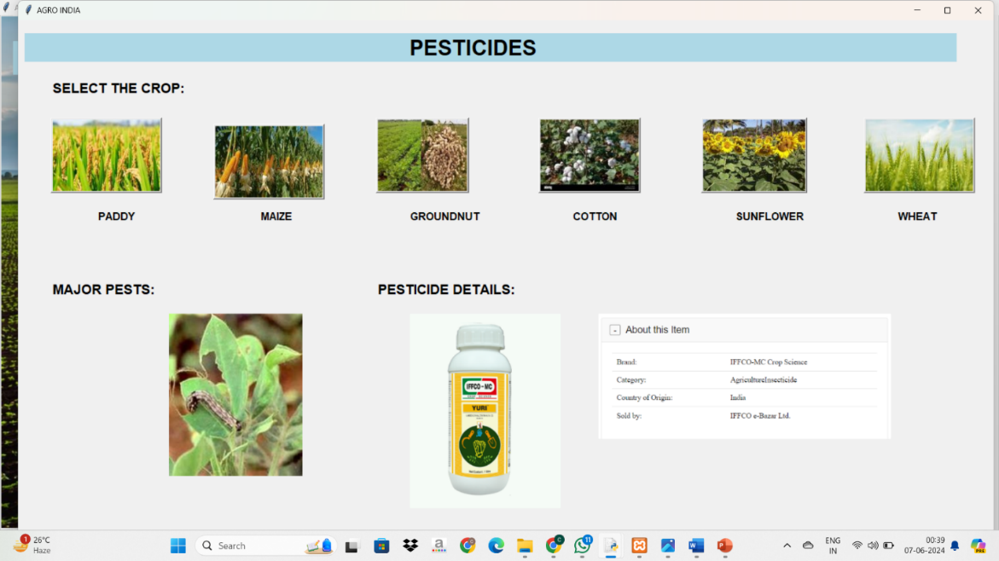 AGRO INDIA
PESTICIDES
SELECT THE CROP:
PADDY MAIZE GROUNDNUT COTTON SUNFLOWER WHEAT
MAJOR PESTS: PESTICIDE DETAILS:
IFFCO-MC
YURI
- About this Item
Brand: IFFCO-MC Crop Science
Category: AgricultureInsecticide
Country of Origin: India
Sold by: IFFCO e-Bazar Ltd.
1 26°C
Haze
Search
a
C
11
W
P
ENG
IN
00:39
07-06-2024
PRE